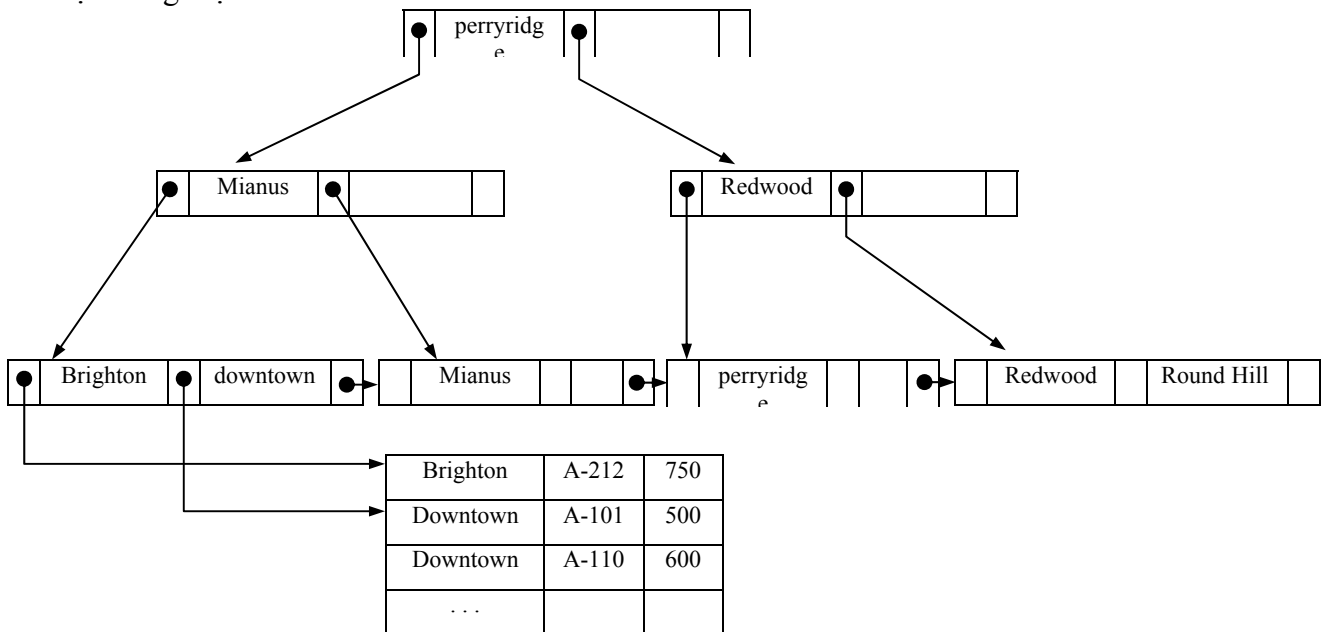 perryridg
e
Mianus
Redwood
Brighton downtown Mianus perryridg
e
Redwood Round Hill
Brighton A-212 750
Downtown A-101 500
Downtown A-110 600
. . .